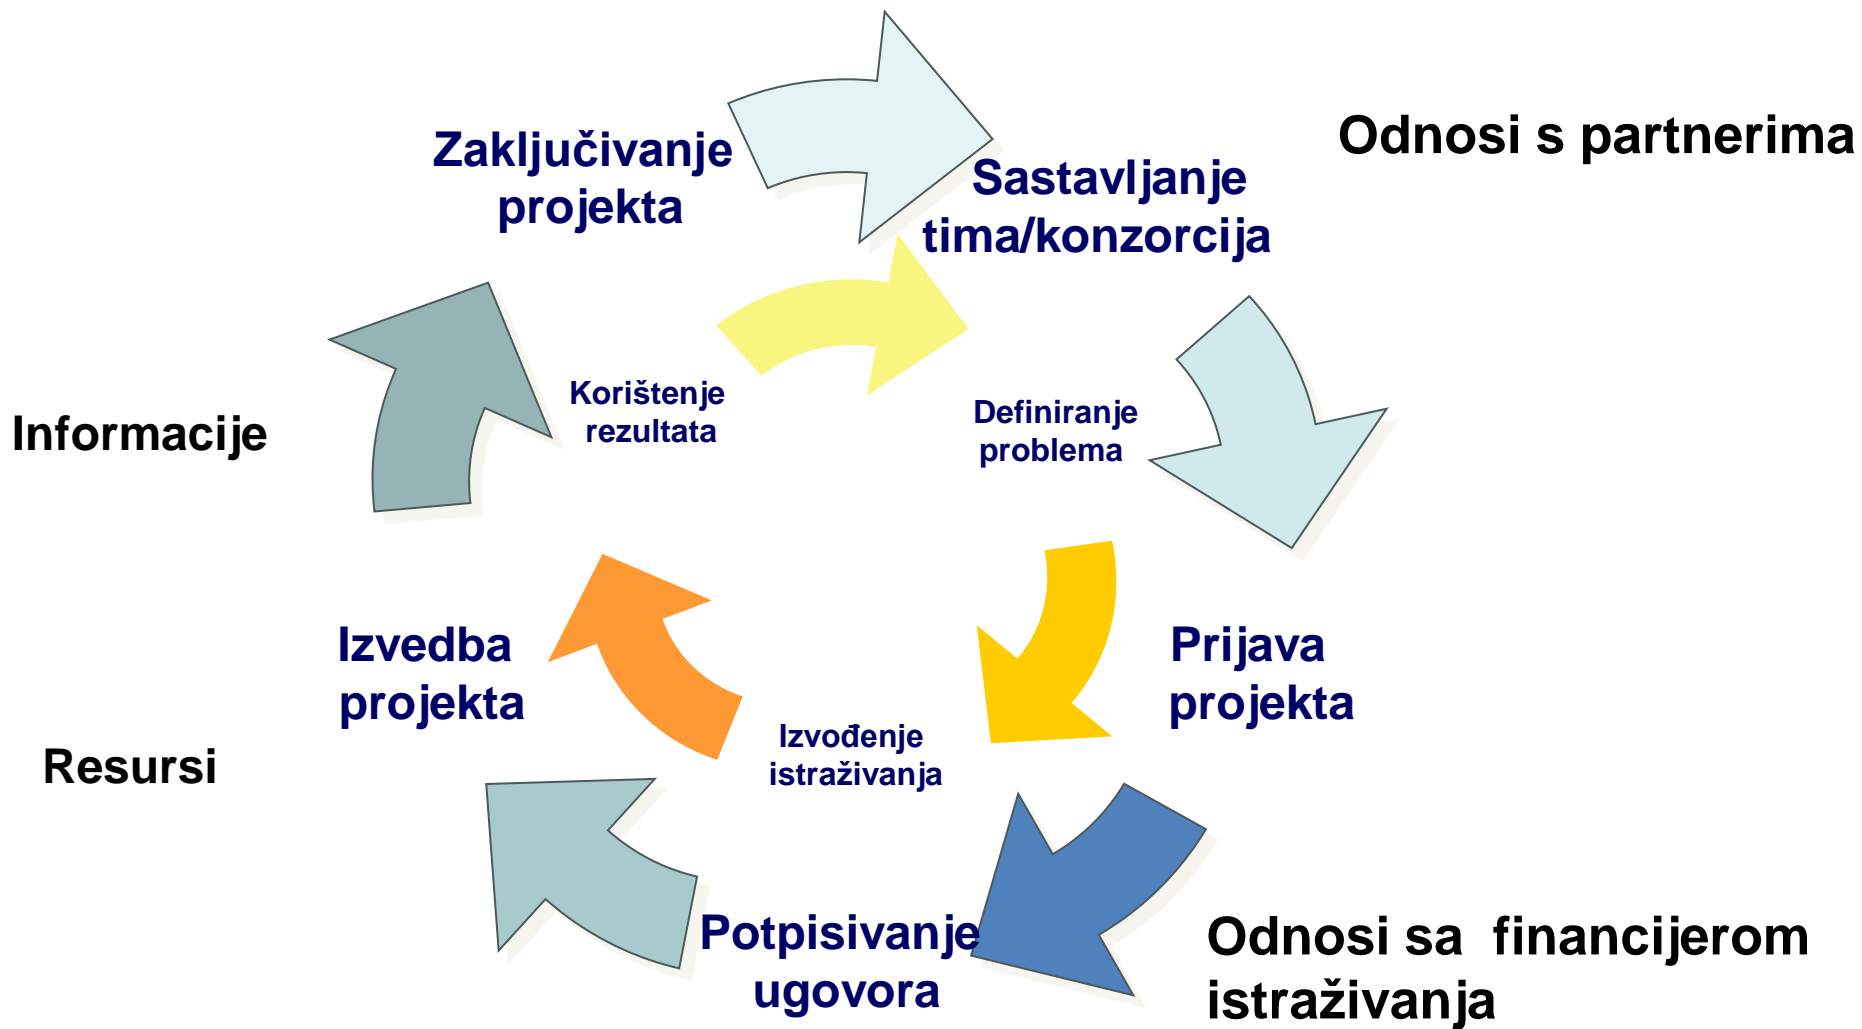 Odnosi s partnerima
Zaključivanje
projekta
Sastavljanje
tima/konzorcija
Korištenje
rezultata
Definiranje
problema
Informacije
Izvedba
projekta
Prijava
projekta
Izvođenje
istraživanja
Resursi
Potpisivanje
ugovora
Odnosi sa financijerom
istraživanja